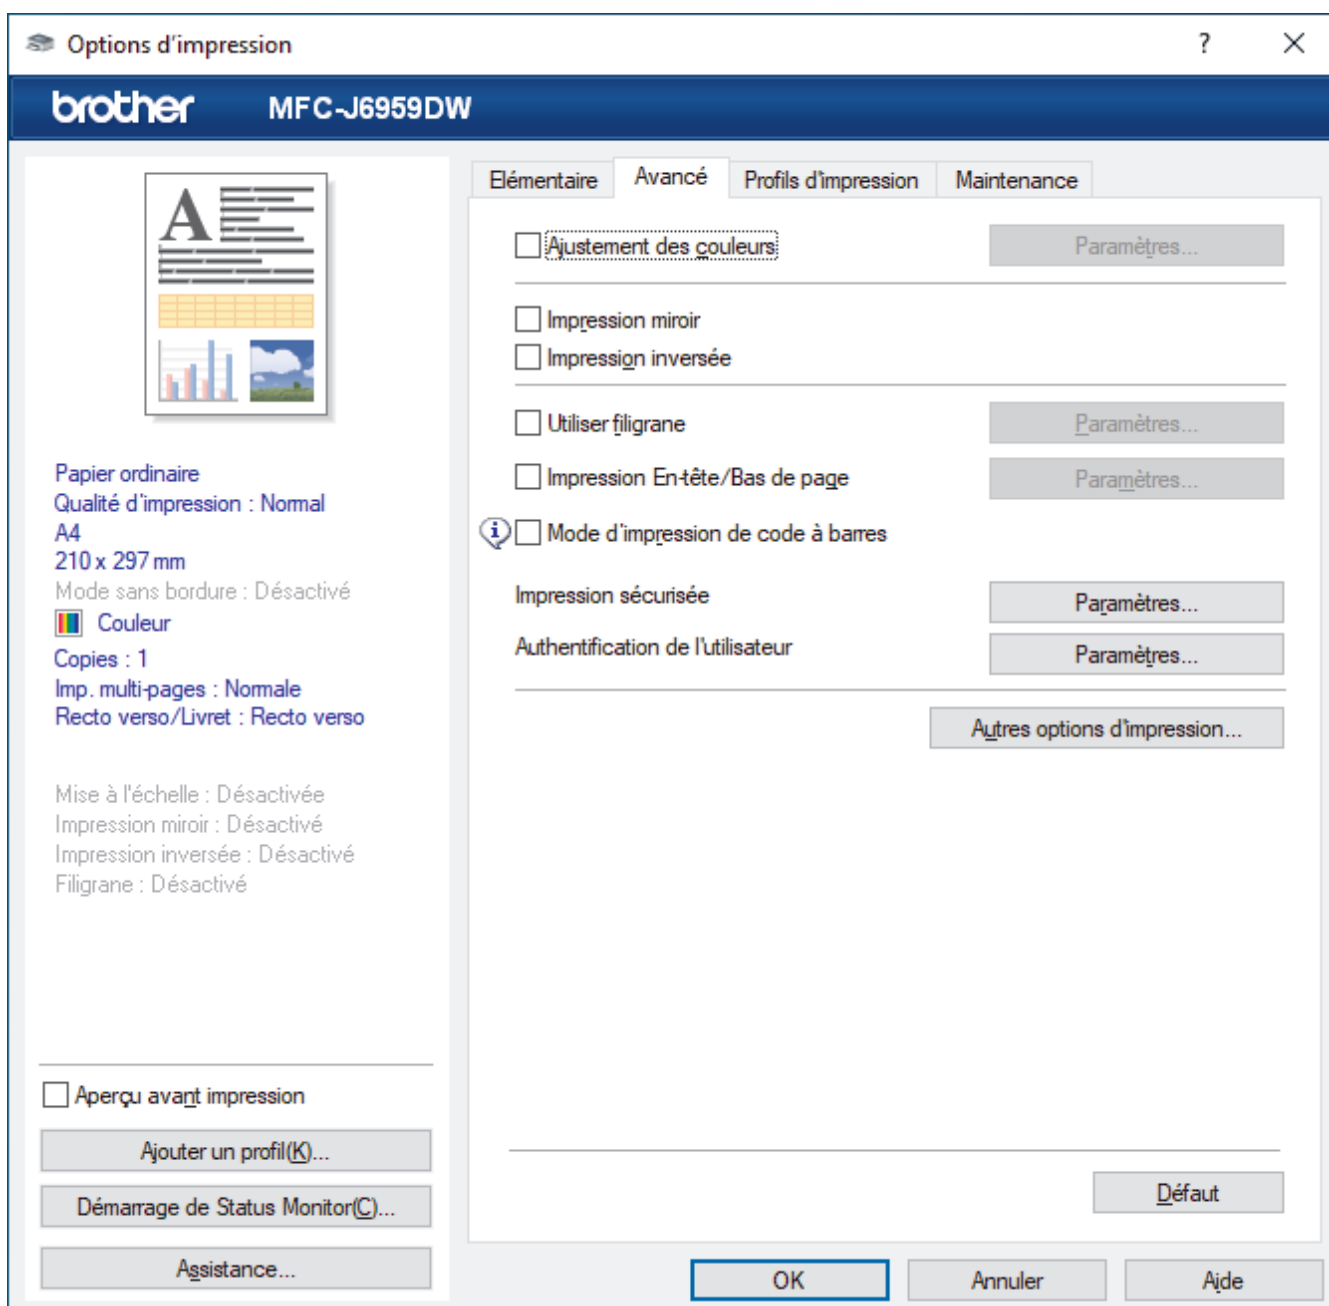 Options d'impression
?
brother MFC-J6959DW
A
Papier ordinaire
Qualité d'impression : Normal
A4
210 x 297 mm
Mode sans bordure : Désactivé
Couleur
Copies : 1
Imp. multi-pages : Normale
Recto verso/Livret : Recto verso
Mise à l'échelle : Désactivée
Impression miroir : Désactivé
Impression inversée : Désactivé
Filigrane : Désactivé
Aperçu avant impression
Ajouter un profil(K)...
Démarrage de Status Monitor(C)...
Assistance...
Elémentaire Avancé Profils d'impression Maintenance
Ajustement des couleurs Paramètres...
Impression miroir
Impression inversée
Utiliser filigrane Paramètres...
Impression En-tête/Bas de page Paramètres...
Mode d'impression de code à barres
Impression sécurisée Paramètres...
Authentification de l'utilisateur Paramètres...
Autres options d'impression...
Défaut
OK Annuler Aide